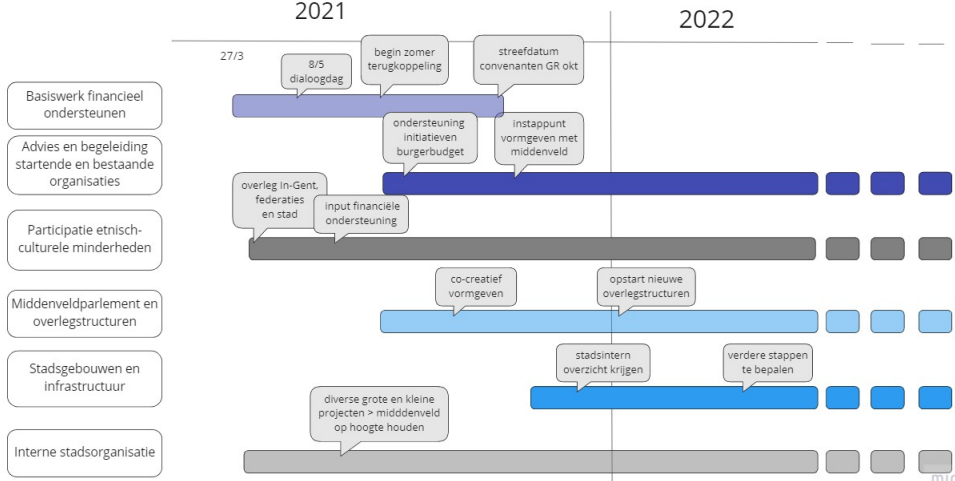 2021
2022
27/3
8/5
dialoogdag
begin zomer
terugkoppeling
streefdatum
convenanten GR okt
Basiswerk financieel
ondersteunen
ondersteuning
initiatieven
burgerbudget
instappunt
vormgeven met
middenveld
Advies en begeleiding
startende en bestaande
organisaties
overleg In-Gent,
federaties
en stad
input financiële
ondersteuning
Participatie etnisch-
culturele minderheden
co-creatief
vormgeven
opstart nieuwe
overlegstructuren
Middenveldparlement en
overlegstructuren
stadsintern
overzicht krijgen
verdere stappen
te bepalen
Stadsgebouwen en
infrastructuur
diverse grote en kleine
projecten > midddenveld
op hoogte houden
Interne stadsorganisatie